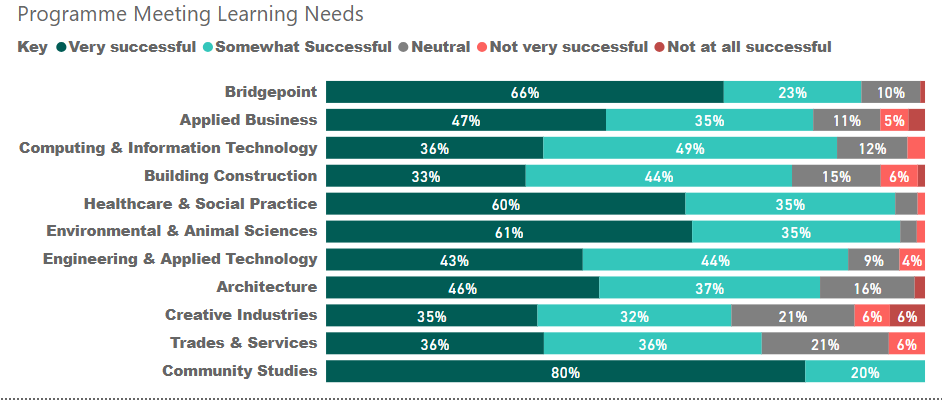 Programme Meeting Learning Needs
Key Very successful Somewhat Successful Neutral Not very successful Not at all successful
Bridgepoint 66% 23% 10%
Applied Business 47% 35% 11% 5%
Computing & Information Technology 36% 49% 12%
Building Construction 33% 44% 15% 6%
Healthcare & Social Practice 60% 35%
Environmental & Animal Sciences 61% 35%
Engineering & Applied Technology 43% 44% 9% 4%
Architecture 46% 37% 16%
Creative Industries 35% 32% 21% 6% 6%
Trades & Services 36% 36% 21% 6%
Community Studies 80% 20%